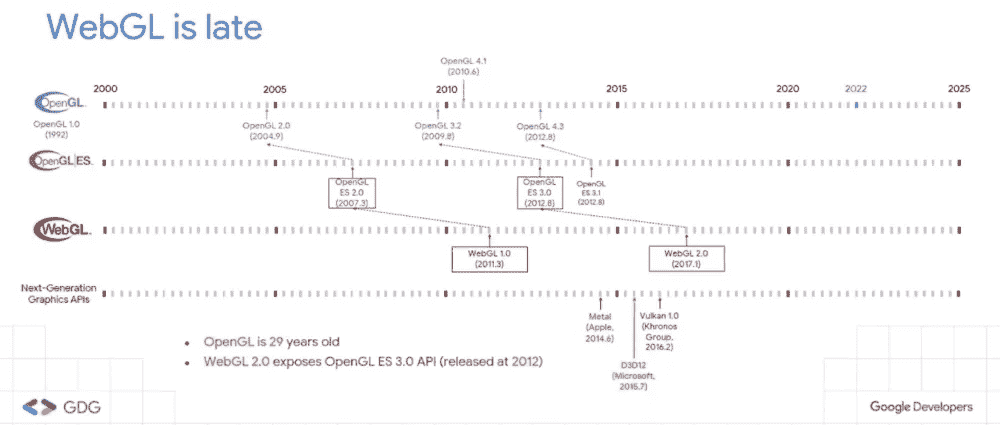 WebGL is late
OpenGL 4.1
(2010.6)
2000
2005
2010
2015
2020
2022
2025
OpenGL
OpenGL 1.0
(1992)
OpenGL 2.0
(2004.9)
OpenGL 3.2
(2009.8)
OpenGL 4.3
(2012.8)
OpenGL|ES
OpenGL
ES 2.0
(2007.3)
OpenGL
ES 3.0
(2012.8)
OpenGL
ES 3.1
(2012.8)
WebGL
WebGL 1.0
(2011.3)
WebGL 2.0
(2017.1)
Next-Generation
Graphics APIs
Metal
(Apple,
2014.6)
Vulkan 1.0
(Khronos
Group,
2016.2)
D3D12
(Microsoft,
2015.7)
• OpenGL is 29 years old
• WebGL 2.0 exposes OpenGL ES 3.0 API (released at 2012)
GDG
Google Developers